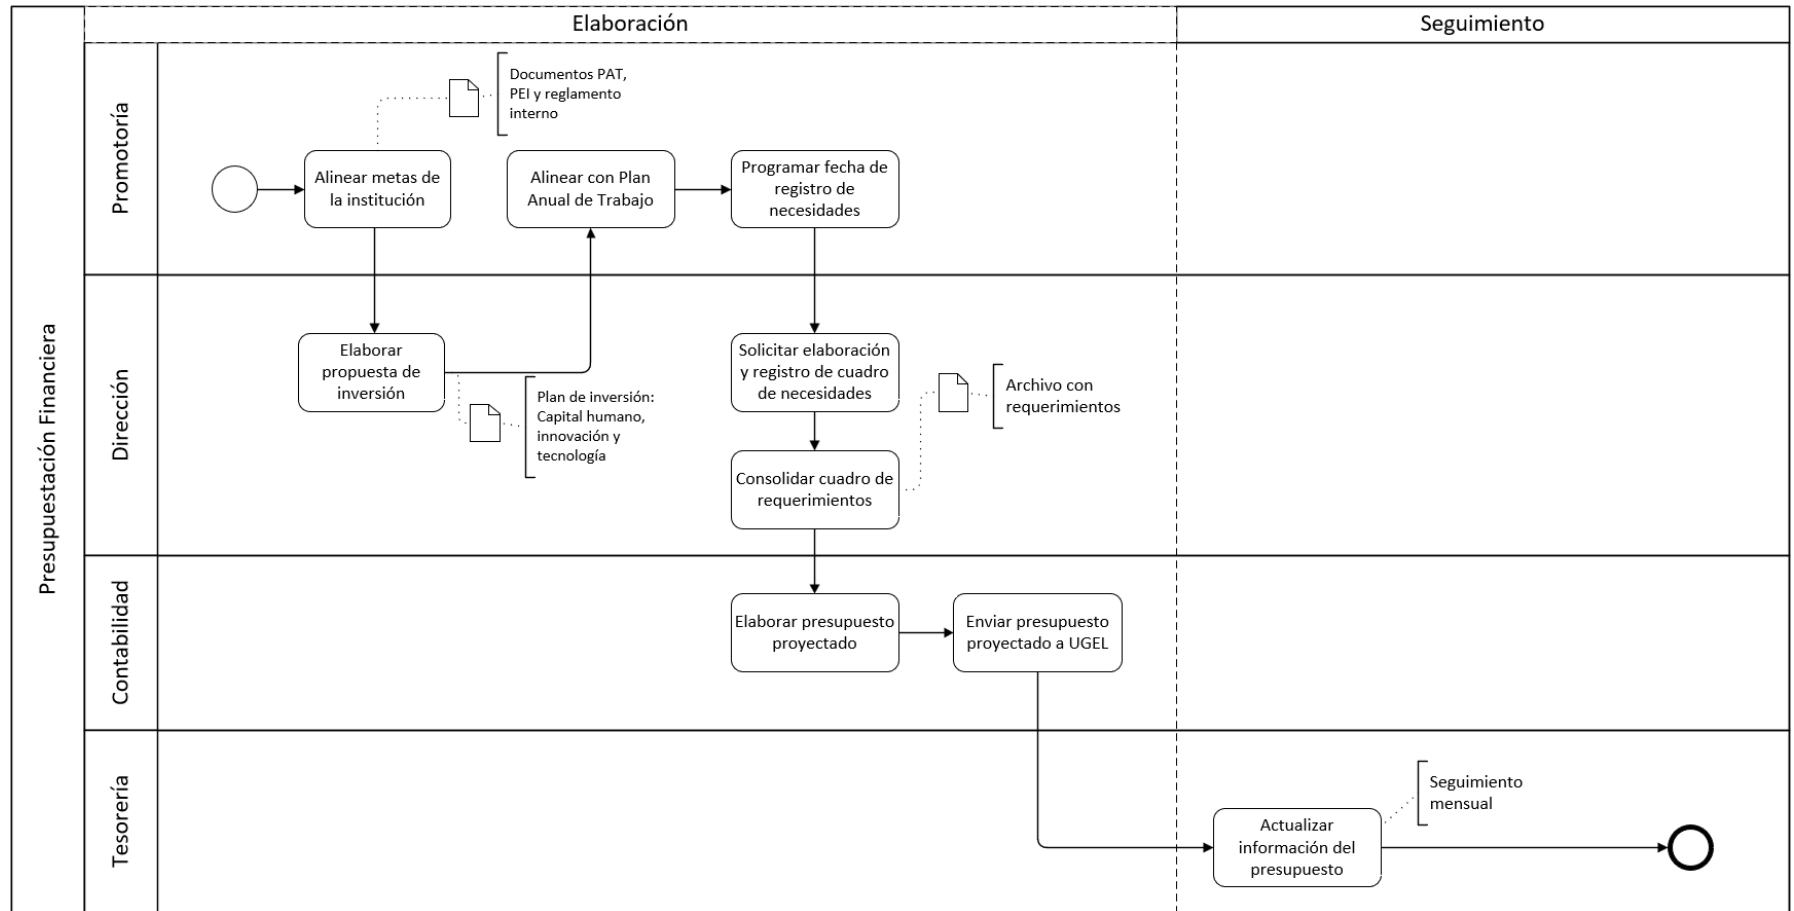 Elaboración
Seguimiento
Presupuestación Financiera
Promotoría
Documentos PAT,
PEI y reglamento
interno
Alinear metas de
la institución
Alinear con Plan
Anual de Trabajo
Programar fecha de
registro de
necesidades
Dirección
Elaborar
propuesta de
inversión
Plan de inversión:
Capital humano,
innovación y
tecnología
Solicitar elaboración
y registro de cuadro
de necesidades
Archivo con
requerimientos
Consolidar cuadro de
requerimientos
Contabilidad
Elaborar presupuesto
proyectado
Enviar presupuesto
proyectado a UGEL
Tesorería
Seguimiento
mensual
Actualizar
información del
presupuesto